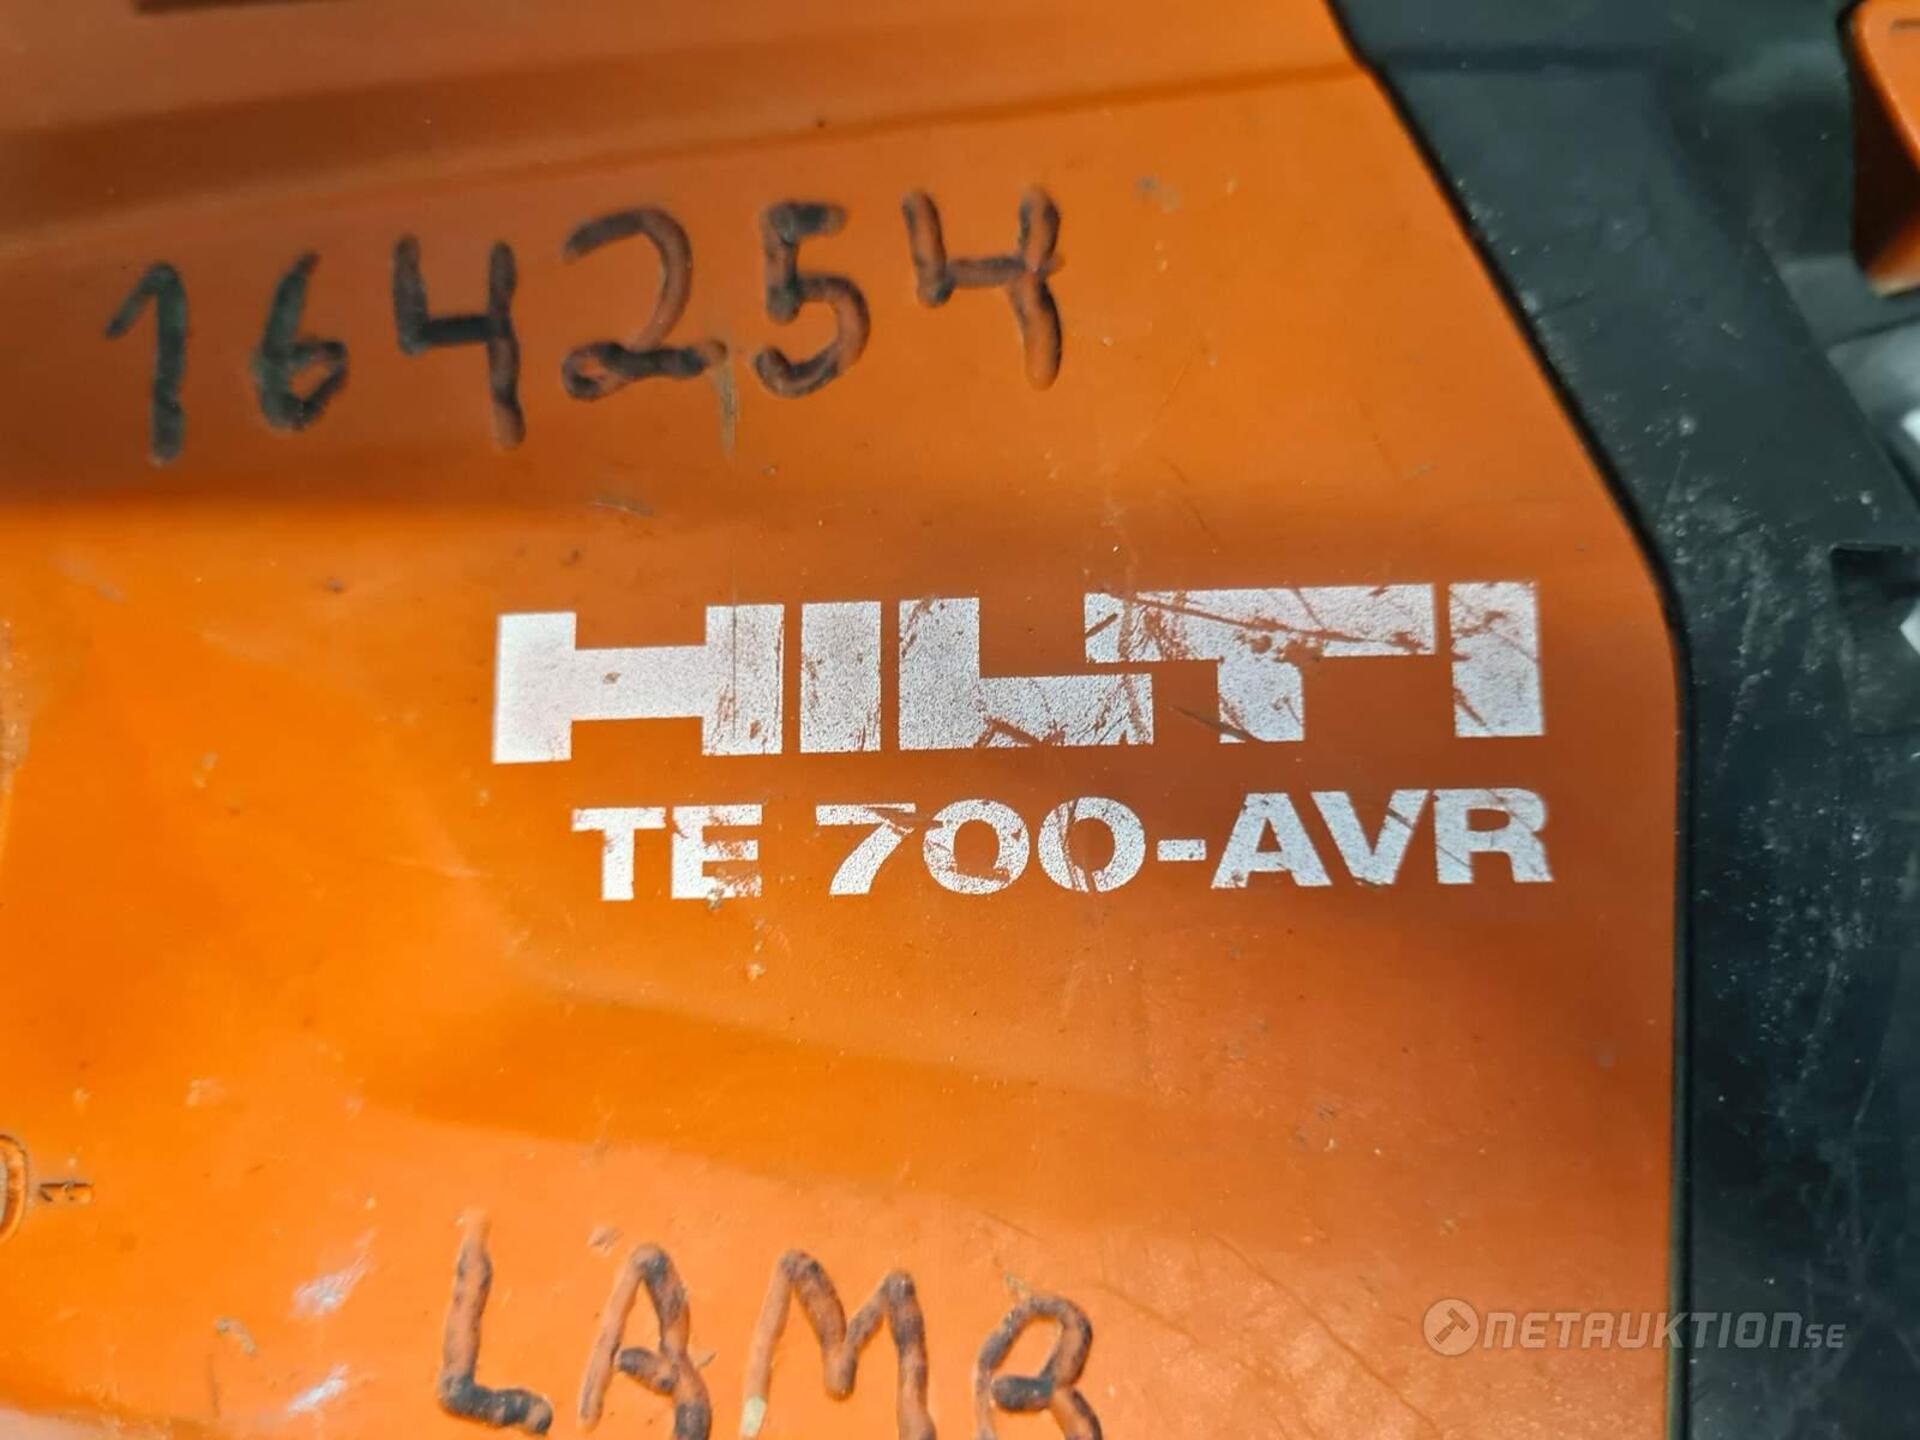 164254
HILTI
TE 700-AVR
LAMB
NETAUKTION.SE